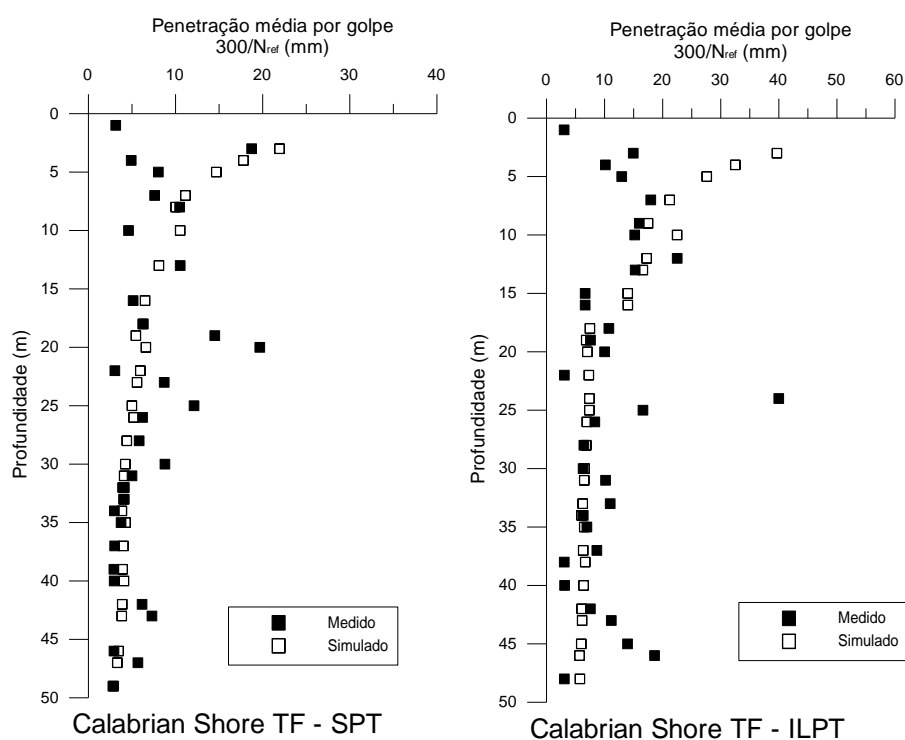 Penetração média por golpe
300/Nref (mm)
0 10 20 30 40
0
5
10
15
20
25
30
35
40
45
50
Profundidade (m)
Medido
Simulado
Calabrian Shore TF - SPT
Penetração média por golpe
300/Nref (mm)
0 10 20 30 40 50 60
0
5
10
15
20
25
30
35
40
45
50
Profundidade (m)
Medido
Simulado
Calabrian Shore TF - ILPT